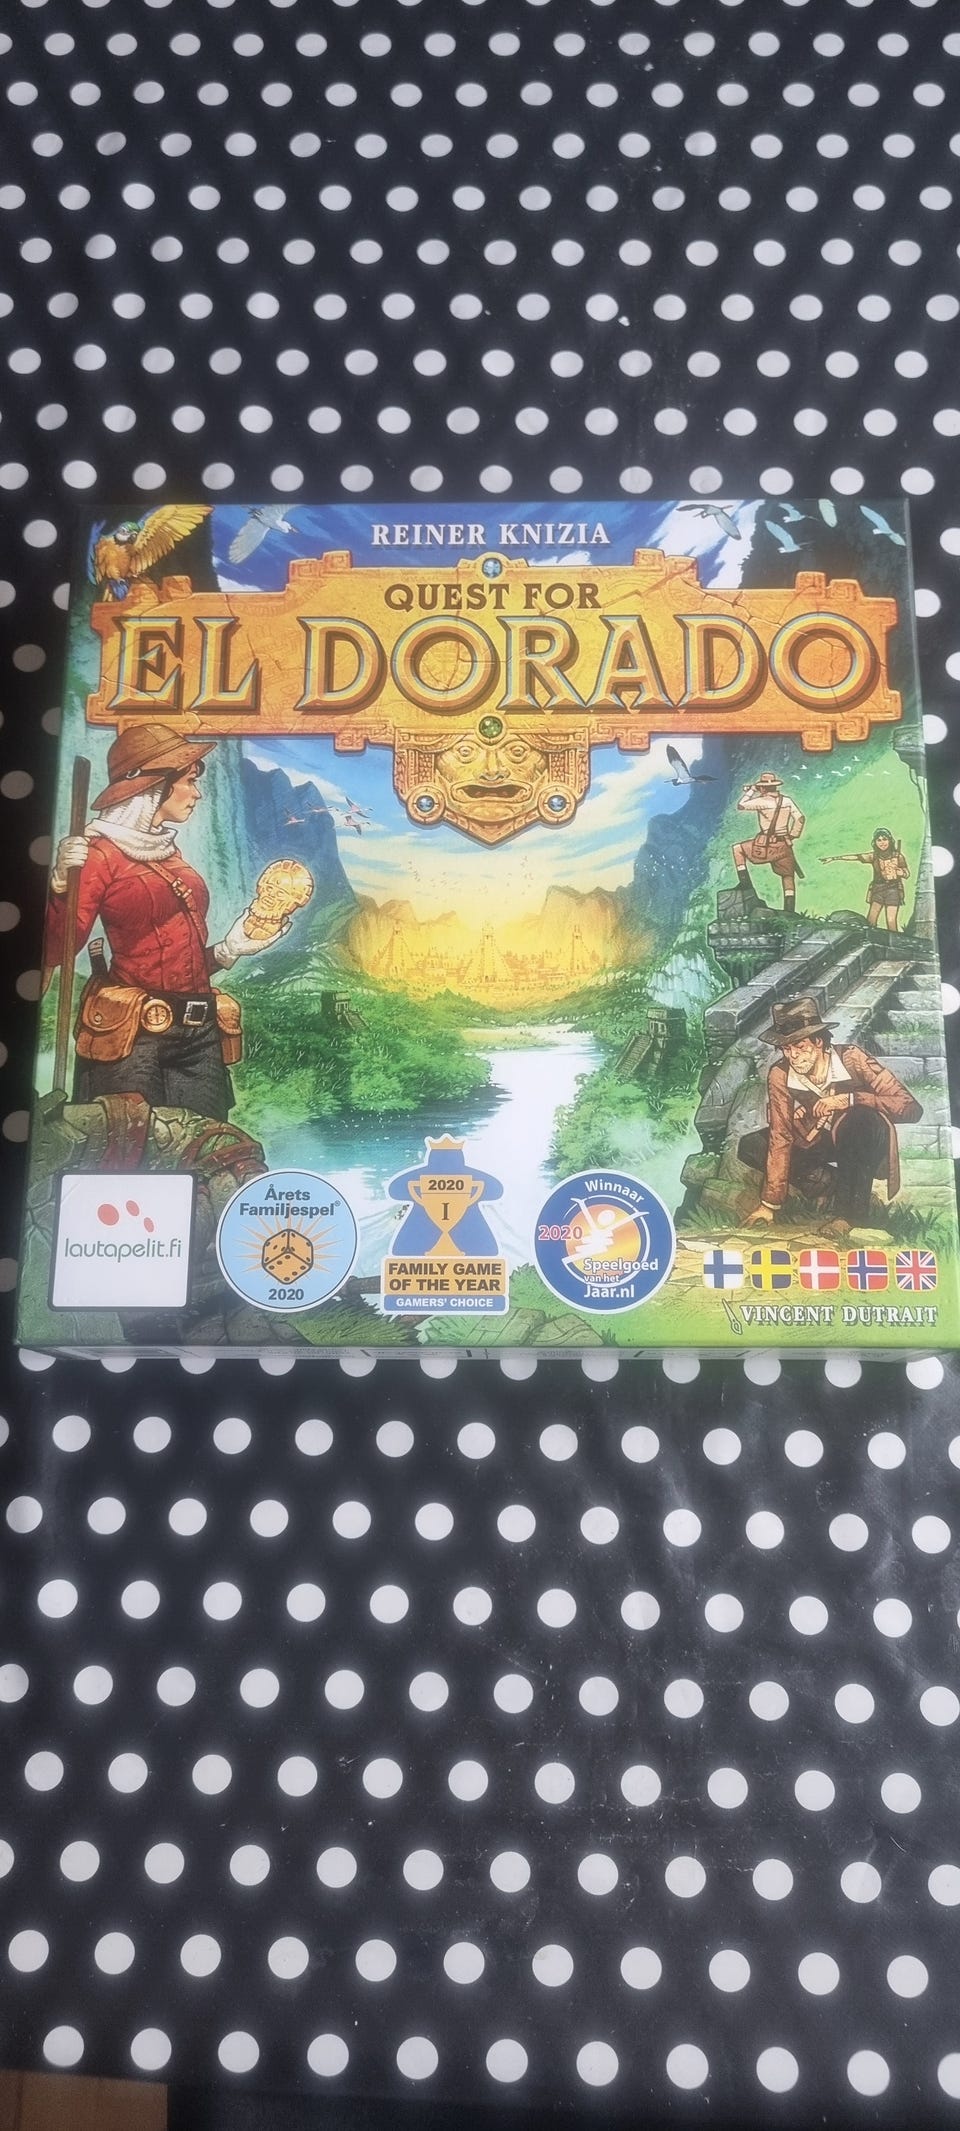 REINER KNIZIA
QUEST FOR
EL DORADO
lautapelit.fi
Årets
Familjespel®
2020
2020
I
FAMILY GAME
OF THE YEAR
GAMERS' CHOICE
Winnaar
2020
Speelgoed
van het
Jaar.nl
VINCENT DUTRAIT